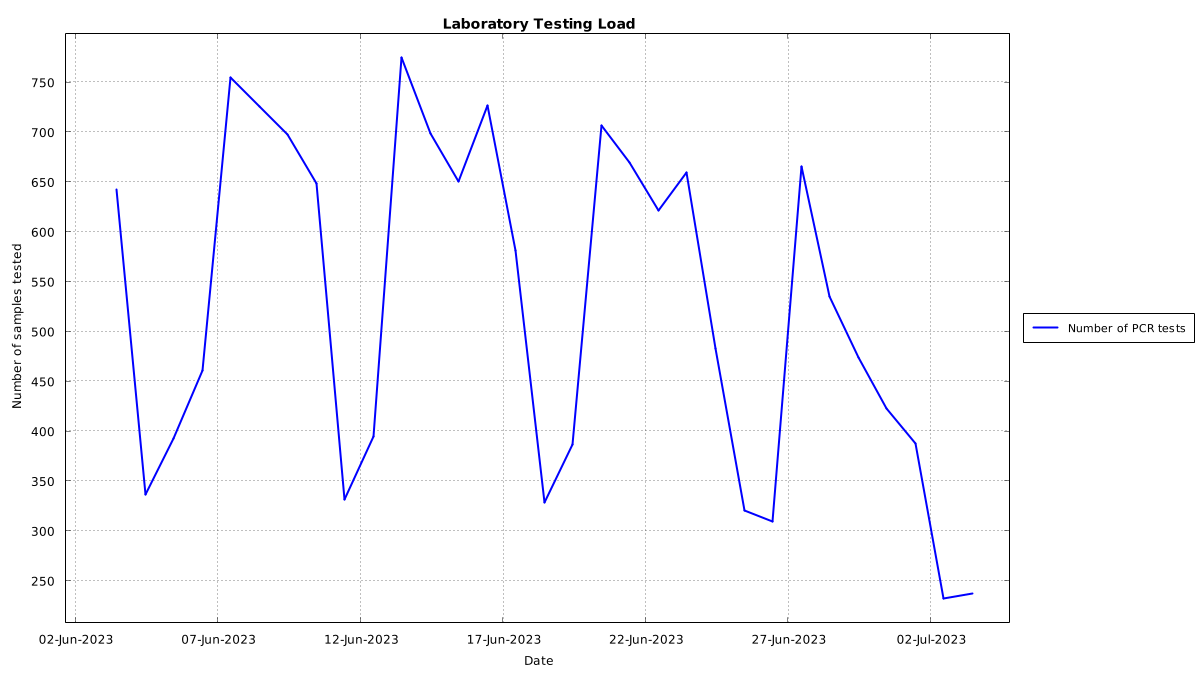 Laboratory Testing Load
Number of samples tested
750
700
650
600
550
500
450
400
350
300
250
02-Jun-2023 07-Jun-2023 12-Jun-2023 17-Jun-2023 22-Jun-2023 27-Jun-2023 02-Jul-2023
Date
Number of PCR tests